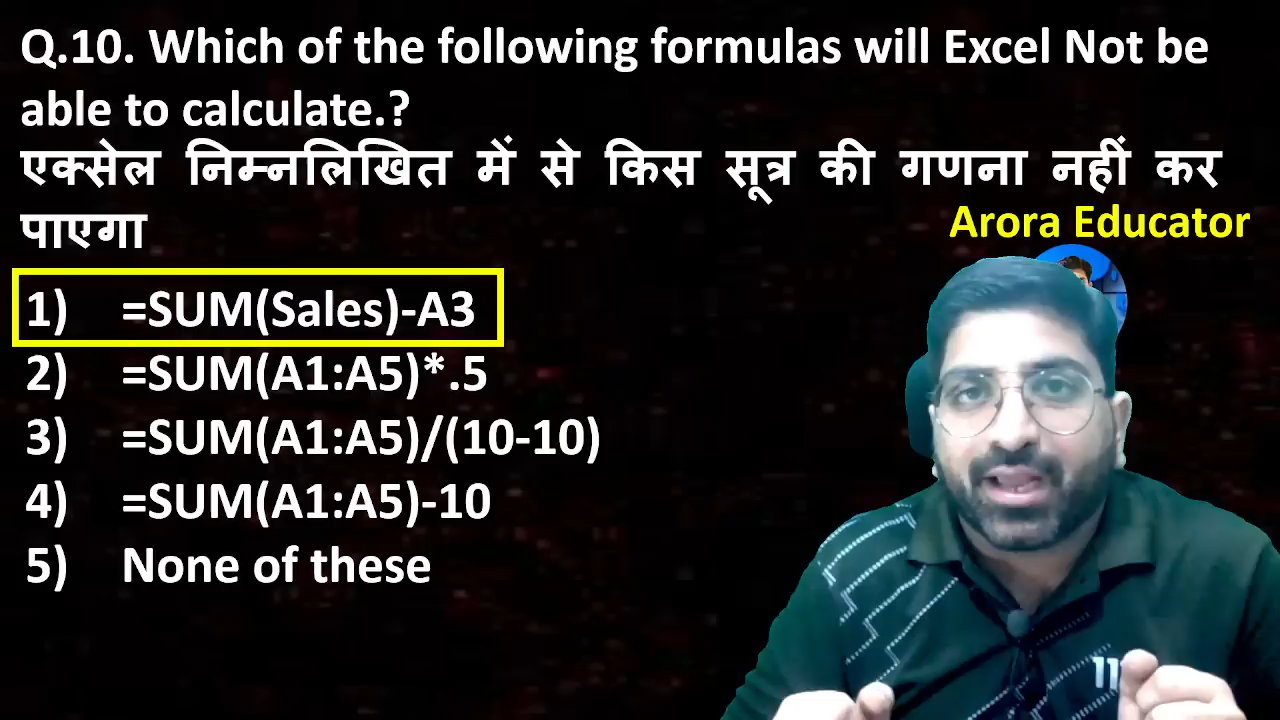 Q.10. Which of the following formulas will Excel Not be
able to calculate.?
एक्सेल निम्नलिखित में से किस सूत्र की गणना नहीं कर
पाएगा
Arora Educator
1) =SUM(Sales)-A3
2) =SUM(A1:A5)*.5
3) =SUM(A1:A5)/(10-10)
4) =SUM(A1:A5)-10
5) None of these
11